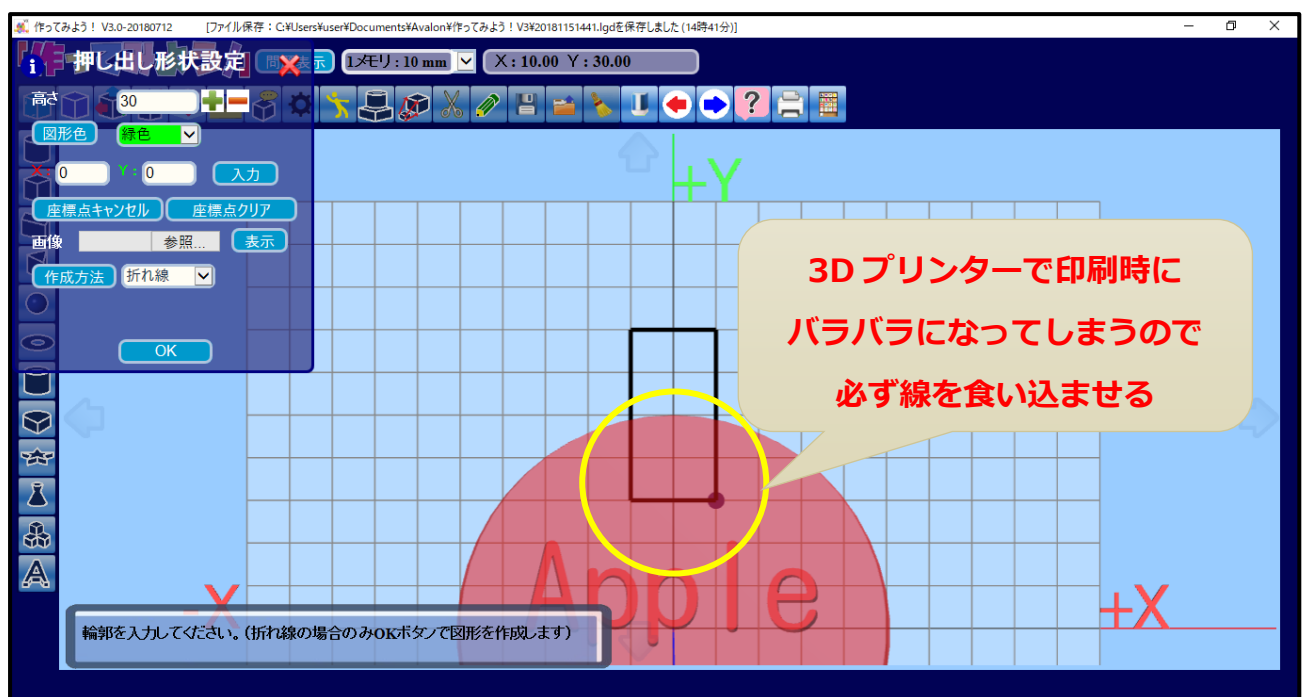 作ってみよう！ V3.0-20180712 [ファイル保存：C:¥Users¥user¥Documents¥Avalon¥作ってみよう！V3¥20181151441.lgdを保存しました(14時41分)]
押し出し形状設定
表示
1メモリ : 10 mm
X : 10.00 Y : 30.00
高さ 30
図形色 緑色
X : 0 Y : 0 入力
座標点キャンセル 座標点クリア
画像 参照... 表示
作成方法 折れ線
OK
+Y
3Dプリンターで印刷時に
バラバラになってしまうので
必ず線を食い込ませる
Apple
-X
+X
輪郭を入力してください。(折れ線の場合のみOKボタンで図形を作成します)